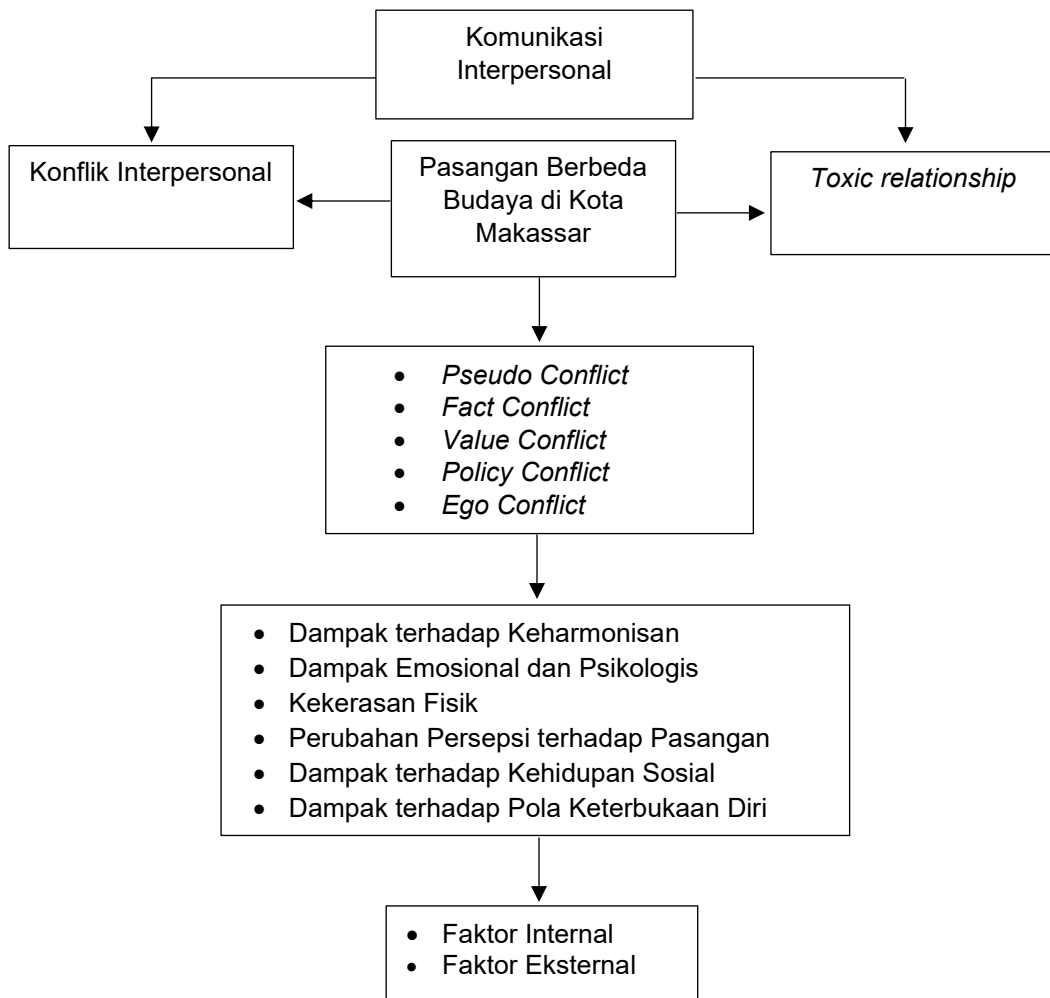 Komunikasi
Interpersonal
Konflik Interpersonal
Pasangan Berbeda
Budaya di Kota
Makassar
Toxic relationship
• Pseudo Conflict
• Fact Conflict
• Value Conflict
• Policy Conflict
• Ego Conflict
• Dampak terhadap Keharmonisan
• Dampak Emosional dan Psikologis
• Kekerasan Fisik
• Perubahan Persepsi terhadap Pasangan
• Dampak terhadap Kehidupan Sosial
• Dampak terhadap Pola Keterbukaan Diri
• Faktor Internal
• Faktor Eksternal